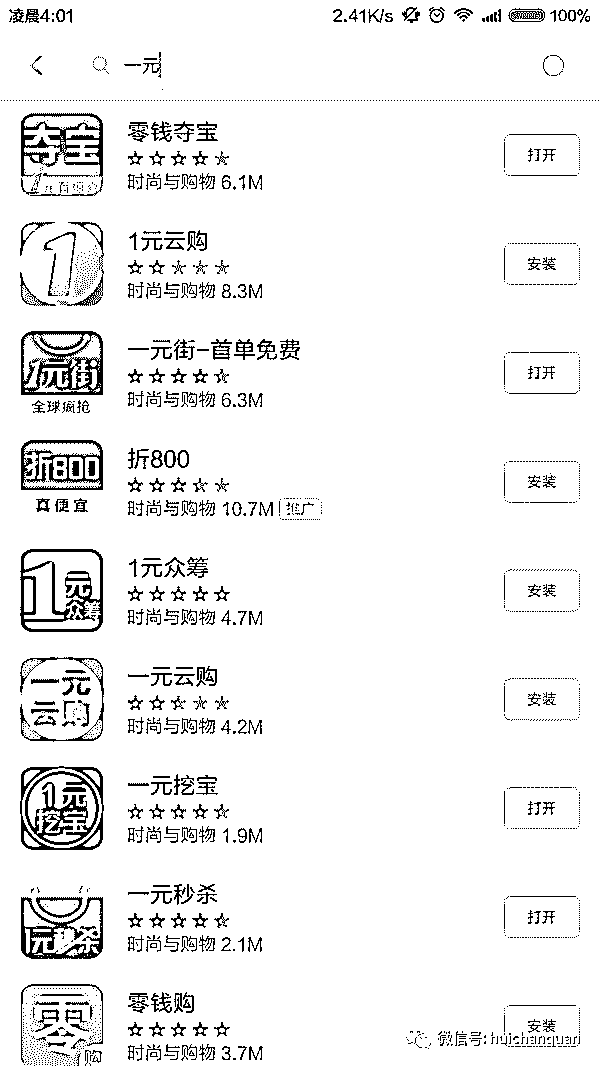 凌晨4:01 2.41K/s 100%
一元
夺宝
零钱夺宝
时尚与购物 6.1M
打开
1
1元云购
时尚与购物 8.3M
安装
1元街
全球疯抢
一元街-首单免费
时尚与购物 6.3M
打开
折800
真便宜
折800
时尚与购物 10.7M 推广
安装
1元
众筹
1元众筹
时尚与购物 4.7M
安装
一元
云购
一元云购
时尚与购物 4.2M
安装
1元
挖宝
一元挖宝
时尚与购物 1.9M
打开
1元秒杀
一元秒杀
时尚与购物 2.1M
打开
零
购
零钱购
时尚与购物 3.7M
安装
微信号: huichanquan